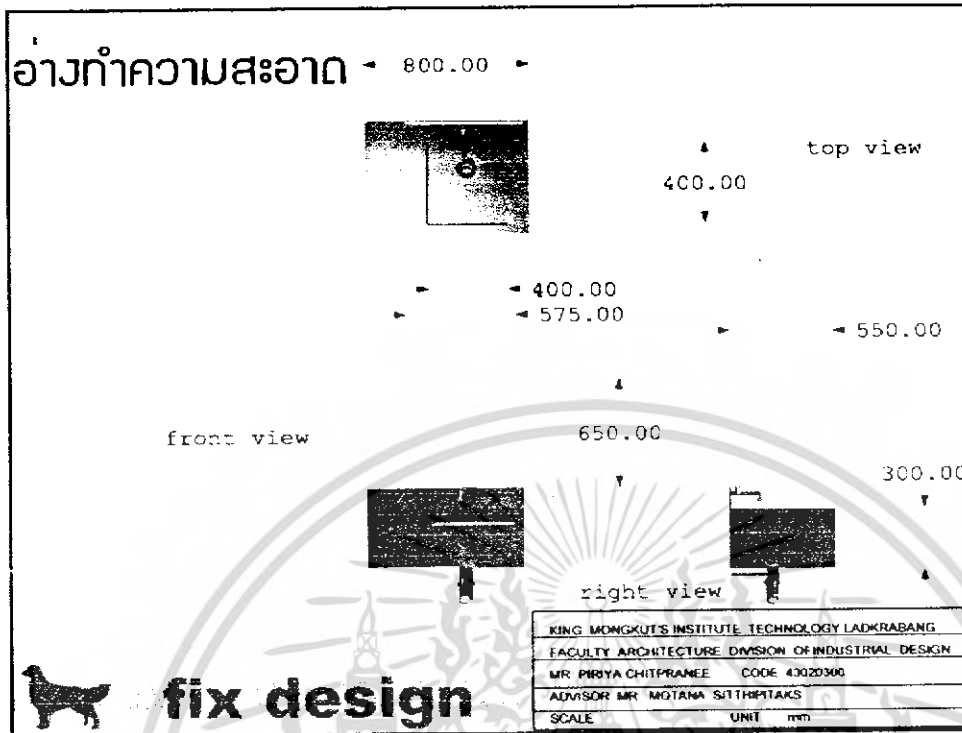 อ่างทำความสะอาด
800.00
top view
400.00
400.00
575.00
550.00
front view
650.00
300.00
right view
KING MONGKUT'S INSTITUTE TECHNOLOGY LADKRABANG
FACULTY ARCHITECTURE DIVISION OF INDUSTRIAL DESIGN
MR PIRIYA CHITPRANEE CODE 43020300
ADVISOR MR MOTANA SITTHIPITAKS
SCALE UNIT mm
fix design